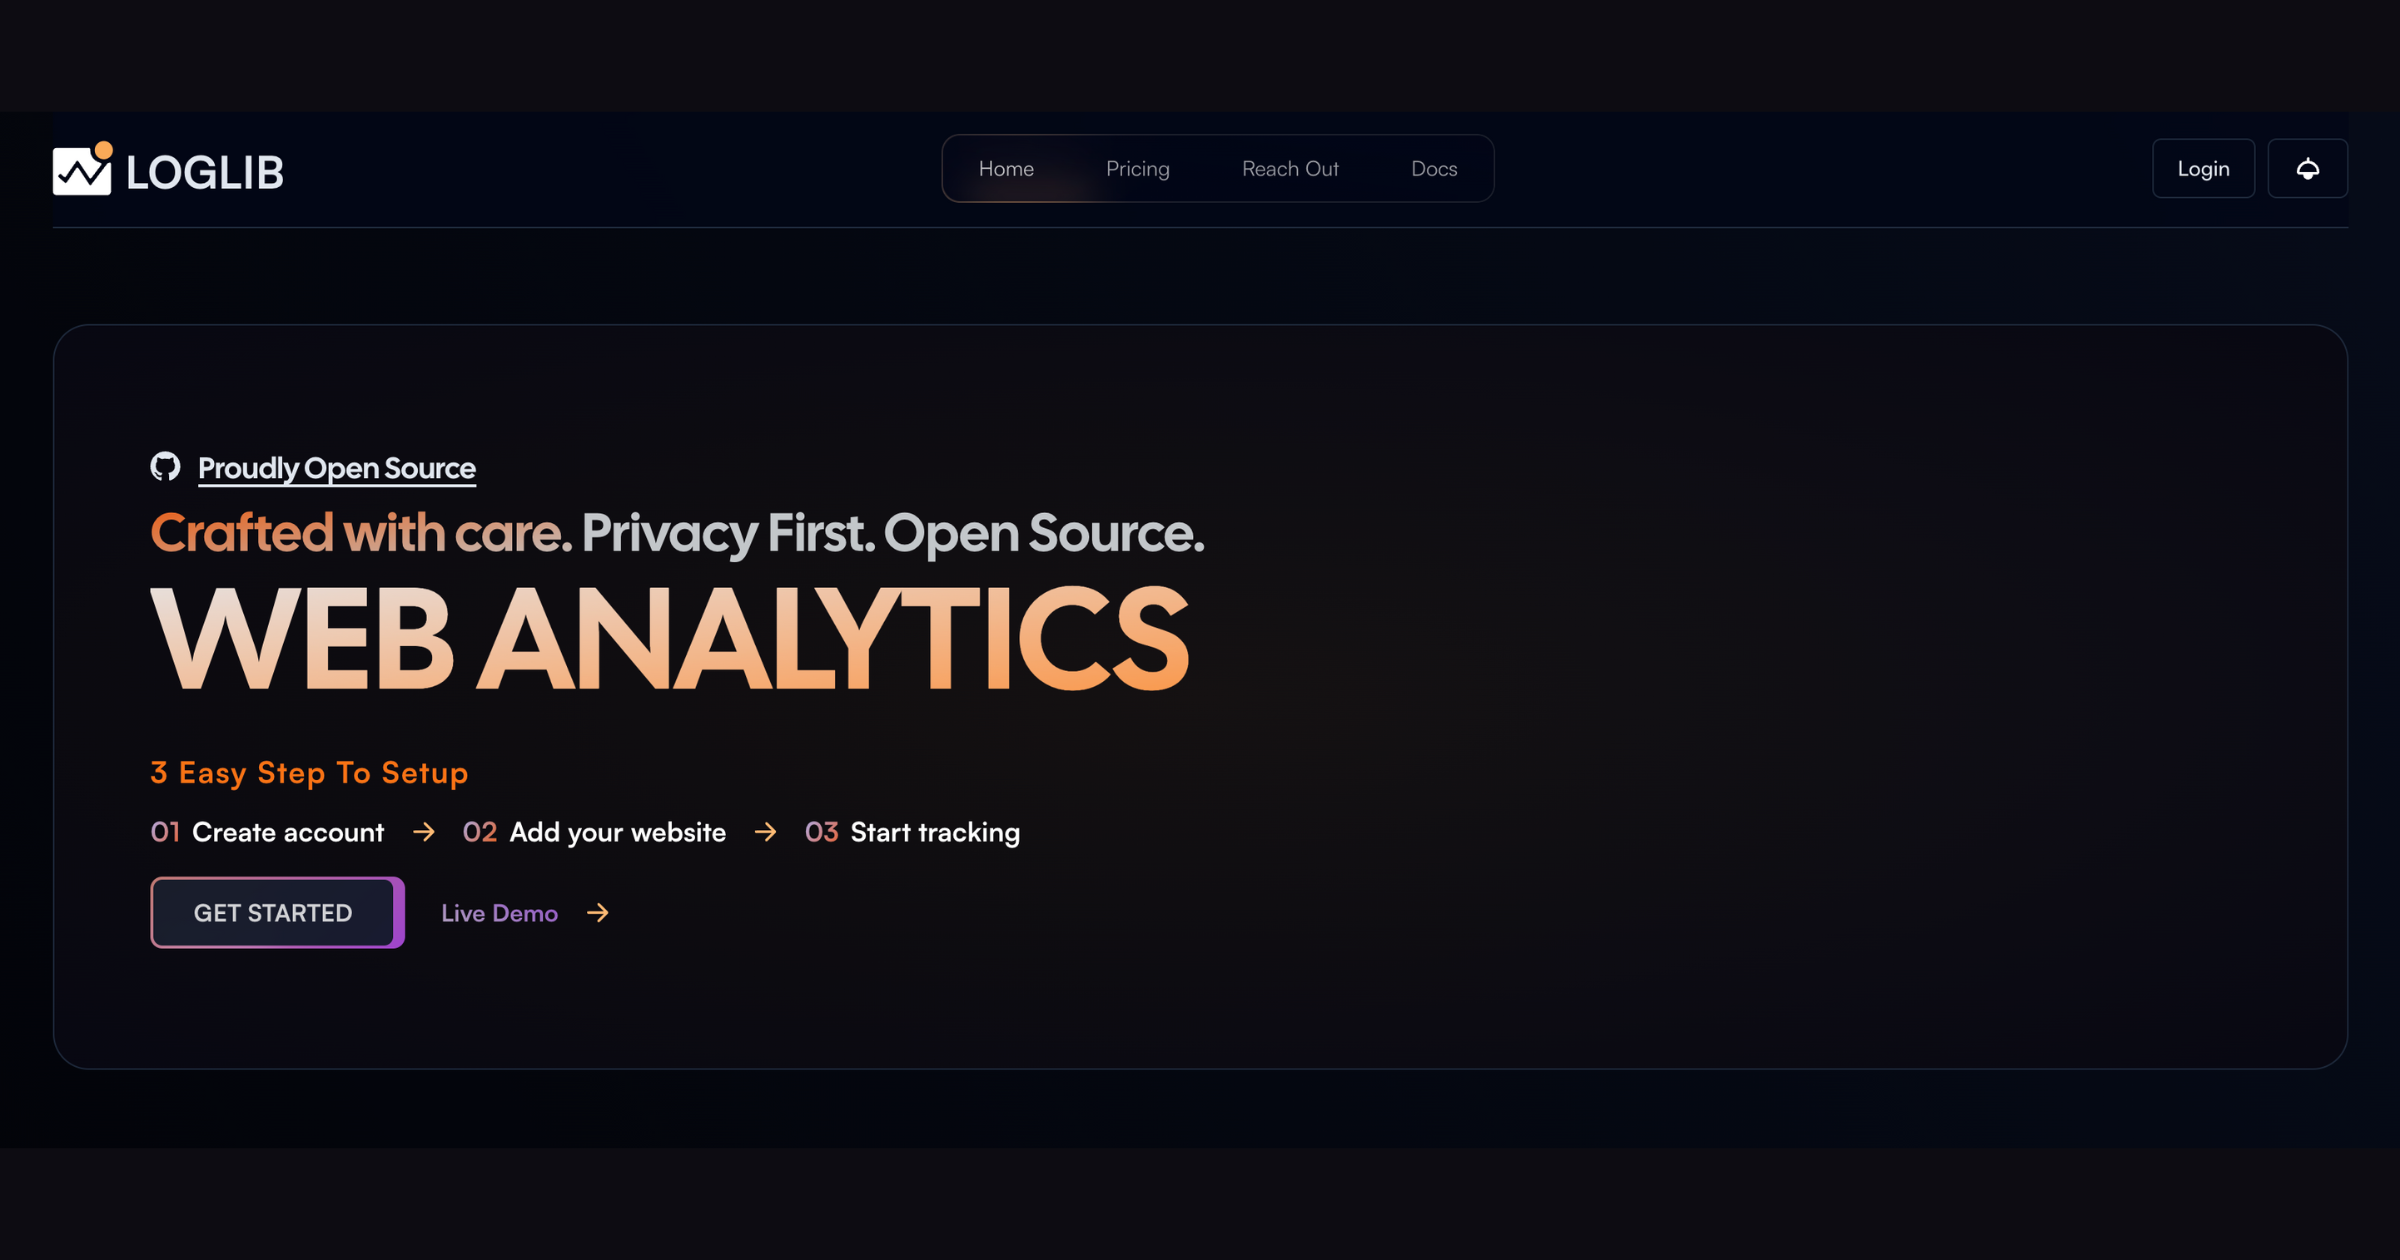 LOGLIB
Home Pricing Reach Out Docs
Login
Proudly Open Source
Crafted with care. Privacy First. Open Source.
WEB ANALYTICS
3 Easy Step To Setup
01 Create account → 02 Add your website → 03 Start tracking
GET STARTED
Live Demo →